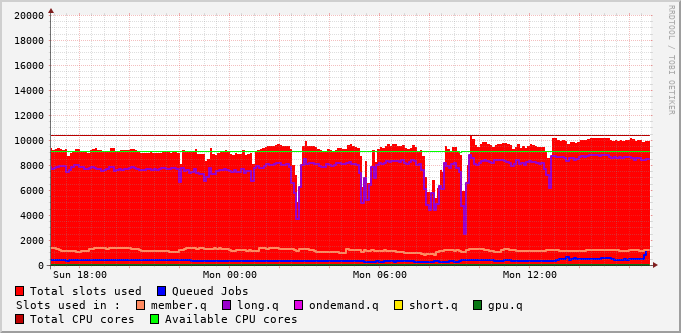 20000
18000
16000
14000
12000
10000
8000
6000
4000
2000
0
Sun 18:00 Mon 00:00 Mon 06:00 Mon 12:00
RRDTOOL / TOBI OETIKER
Total slots used Queued Jobs
Slots used in : member.q long.q ondemand.q short.q gpu.q
Total CPU cores Available CPU cores